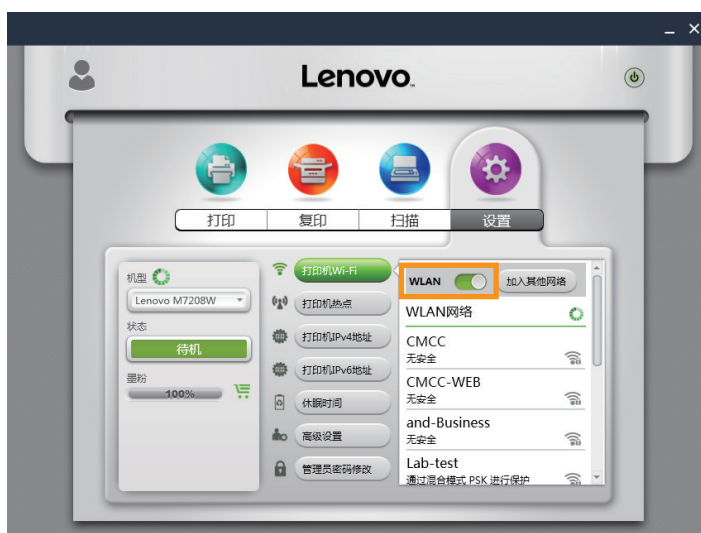 Lenovo
打印
复印
扫描
设置
机型
Lenovo M7208W
状态
待机
墨粉
100%
打印机Wi-Fi
打印机热点
打印机IPv4地址
打印机IPv6地址
休眠时间
高级设置
管理员密码修改
WLAN
加入其他网络
WLAN网络
CMCC
无安全
CMCC-WEB
无安全
and-Business
无安全
Lab-test
通过混合模式 PSK 进行保护